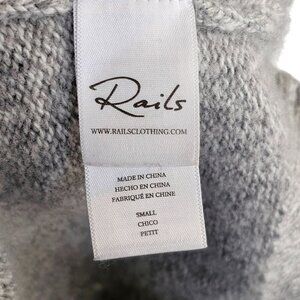 Rails
WWW.RAILSCLOTHING.COM
MADE IN CHINA
HECHO EN CHINA
FABRIQUÉ EN CHINE
SMALL
CHICO
PETIT